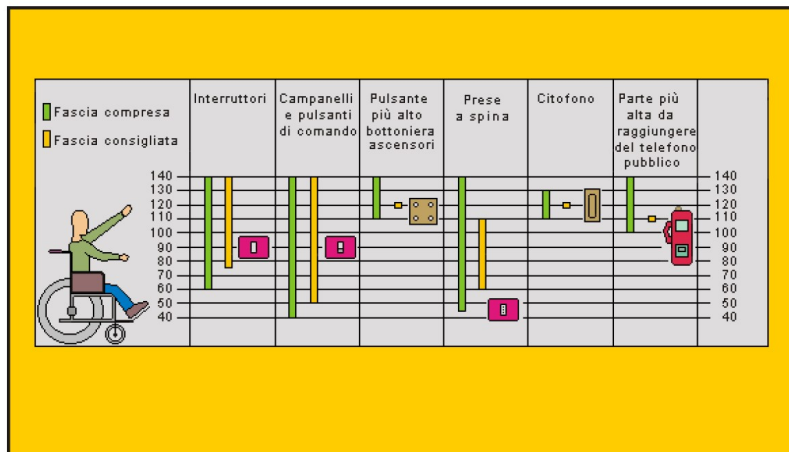 Fascia compresa
Fascia consigliata
Interruttori
Campanelli
e pulsanti
di comando
Pulsante
più alto
bottoniera
ascensori
Prese
a spina
Citofono
Parte più
alta da
raggiungere
del telefono
pubblico
140
130
120
110
100
90
80
70
60
50
40
140
130
120
110
100
90
80
70
60
50
40